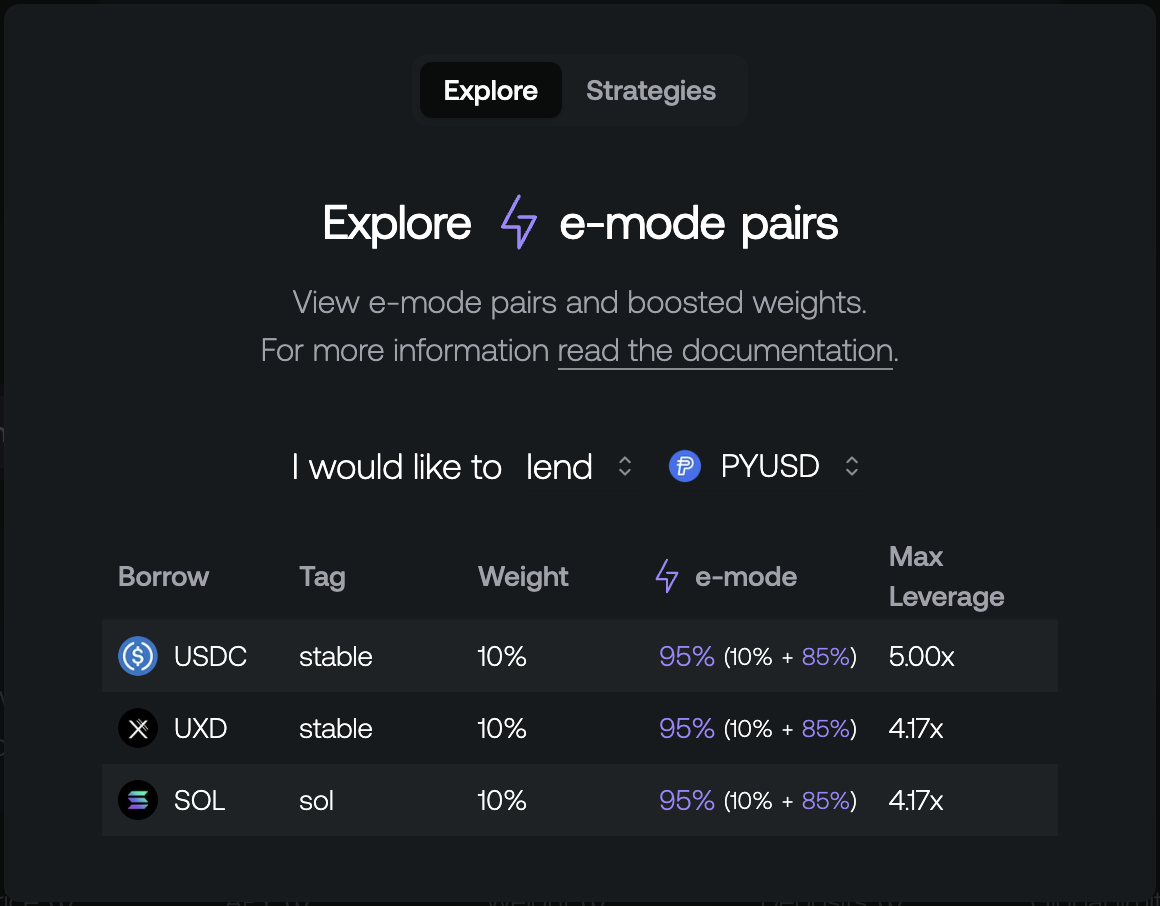 Explore Strategies
Explore e-mode pairs
View e-mode pairs and boosted weights.
For more information read the documentation.
I would like to lend PYUSD
Borrow Tag Weight e-mode Max Leverage
USDC stable 10% 95% (10% + 85%) 5.00x
UXD stable 10% 95% (10% + 85%) 4.17x
SOL sol 10% 95% (10% + 85%) 4.17x